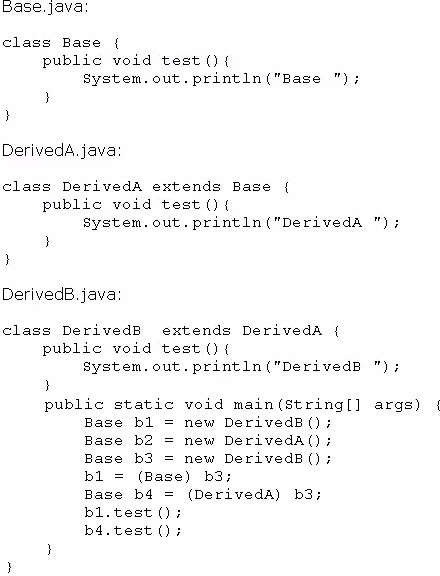 Base.java:
class Base {
    public void test(){
        System.out.println("Base ");
    }
}
DerivedA.java:
class DerivedA extends Base {
    public void test(){
        System.out.println("DerivedA ");
    }
}
DerivedB.java:
class DerivedB  extends DerivedA {
    public void test(){
        System.out.println("DerivedB ");
    }
    public static void main(String[] args) {
        Base b1 = new DerivedB();
        Base b2 = new DerivedA();
        Base b3 = new DerivedB();
        b1 = (Base) b3;
        Base b4 = (DerivedA) b3;
        b1.test();
        b4.test();
    }
}